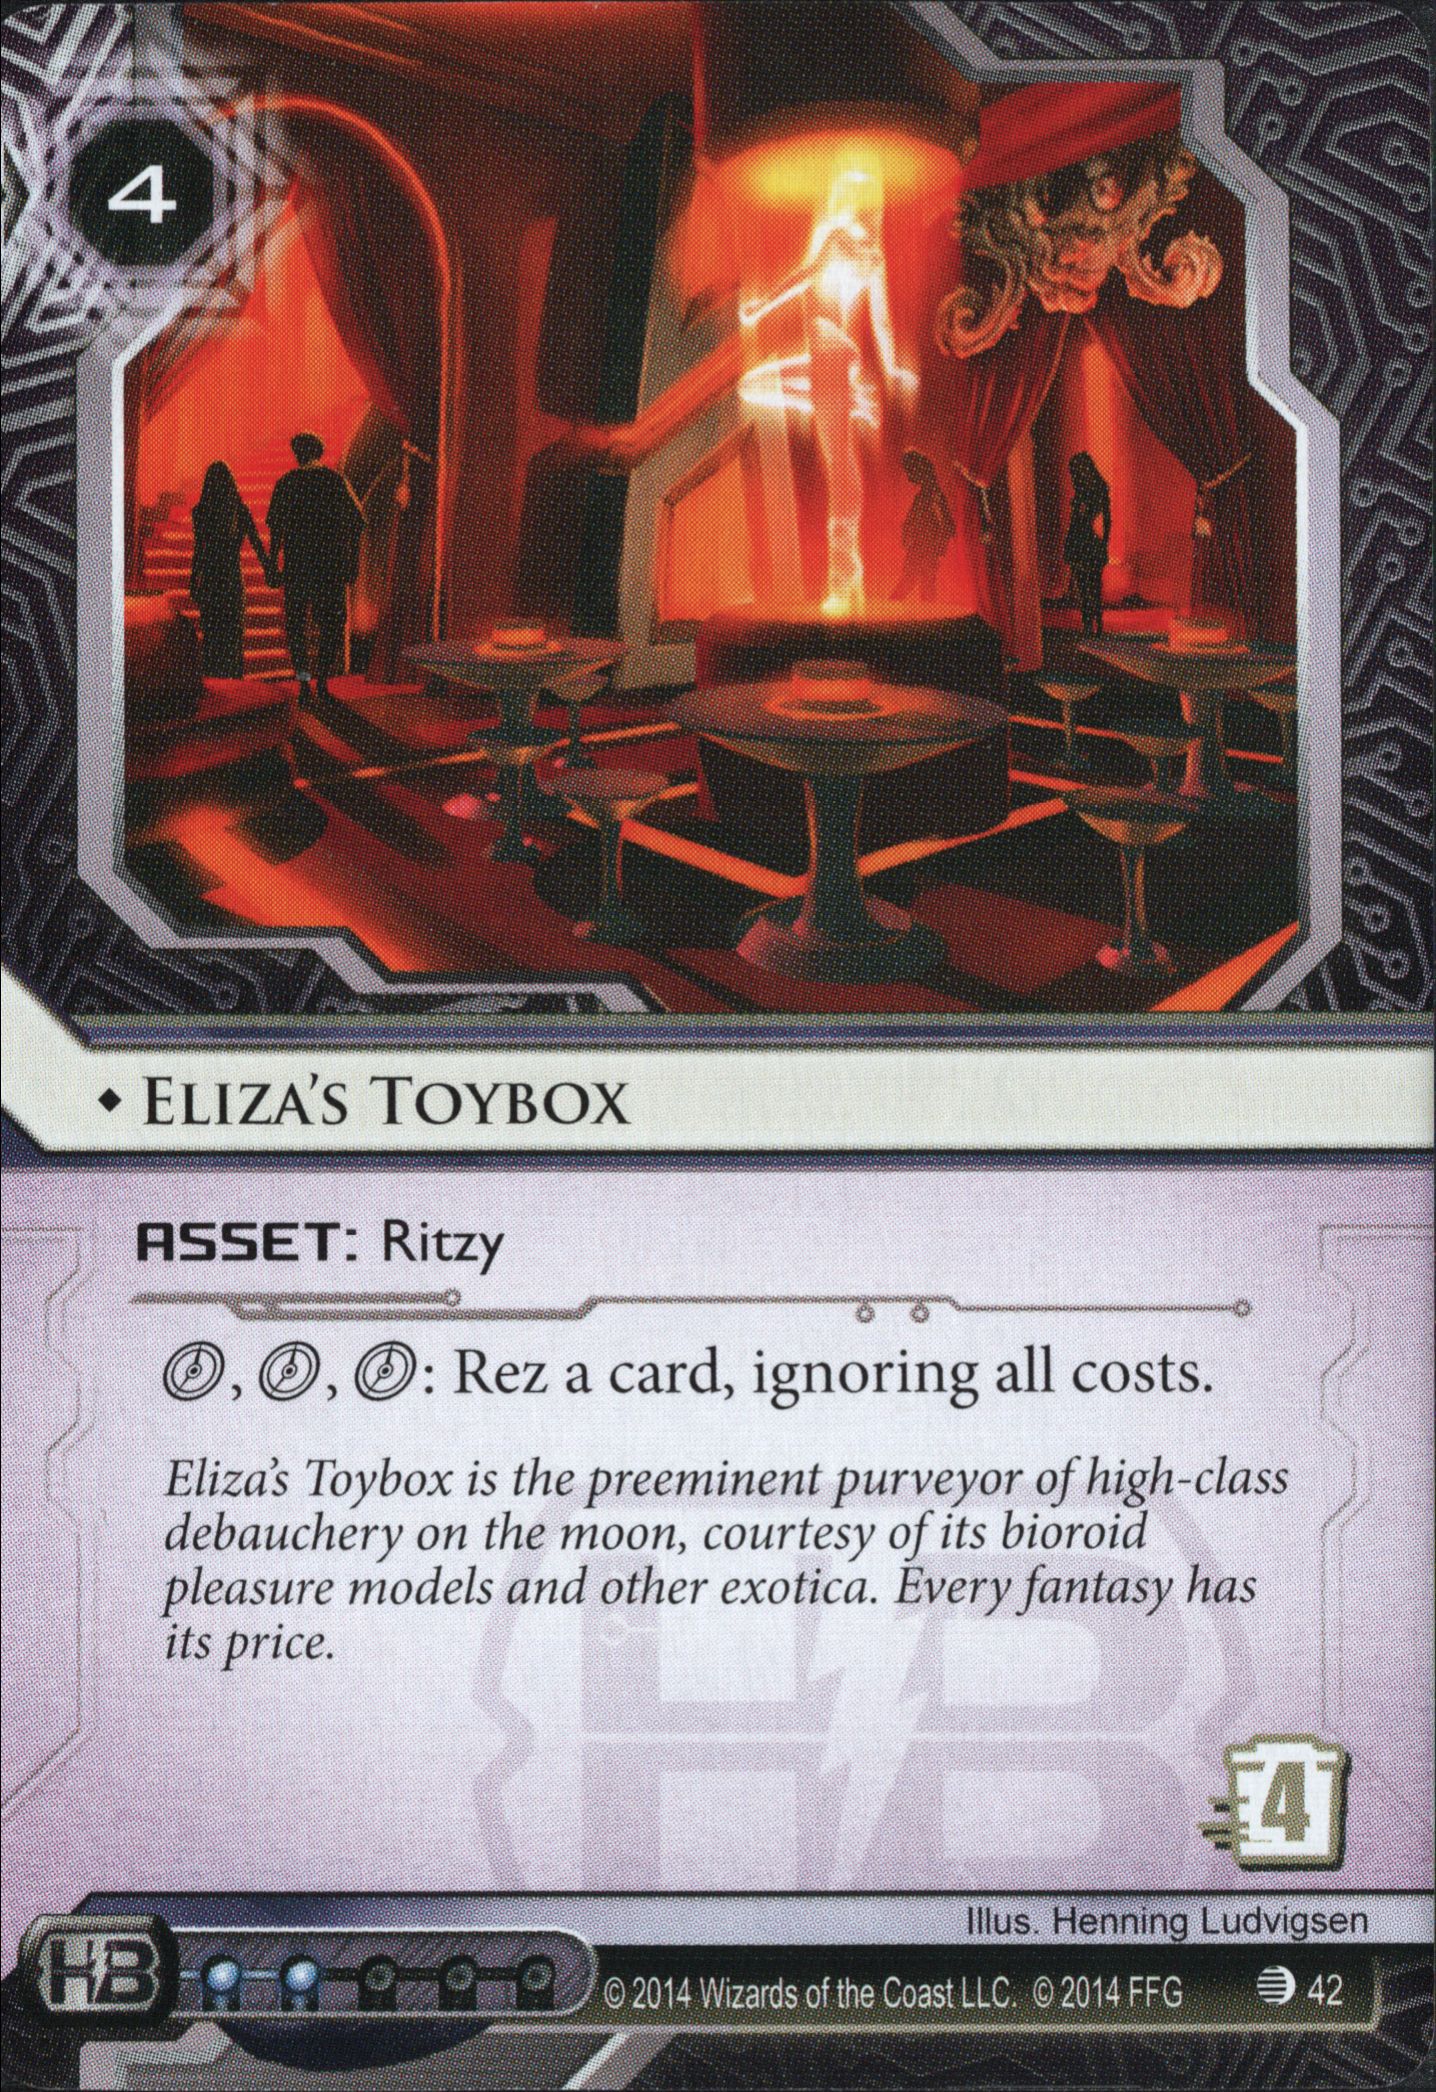 4
◆ ELIZA'S TOYBOX
ASSET: Ritzy
, , : Rez a card, ignoring all costs.
Eliza's Toybox is the preeminent purveyor of high-class
debauchery on the moon, courtesy of its bioroid
pleasure models and other exotica. Every fantasy has
its price.
4
Illus. Henning Ludvigsen
HB
© 2014 Wizards of the Coast LLC. © 2014 FFG
42